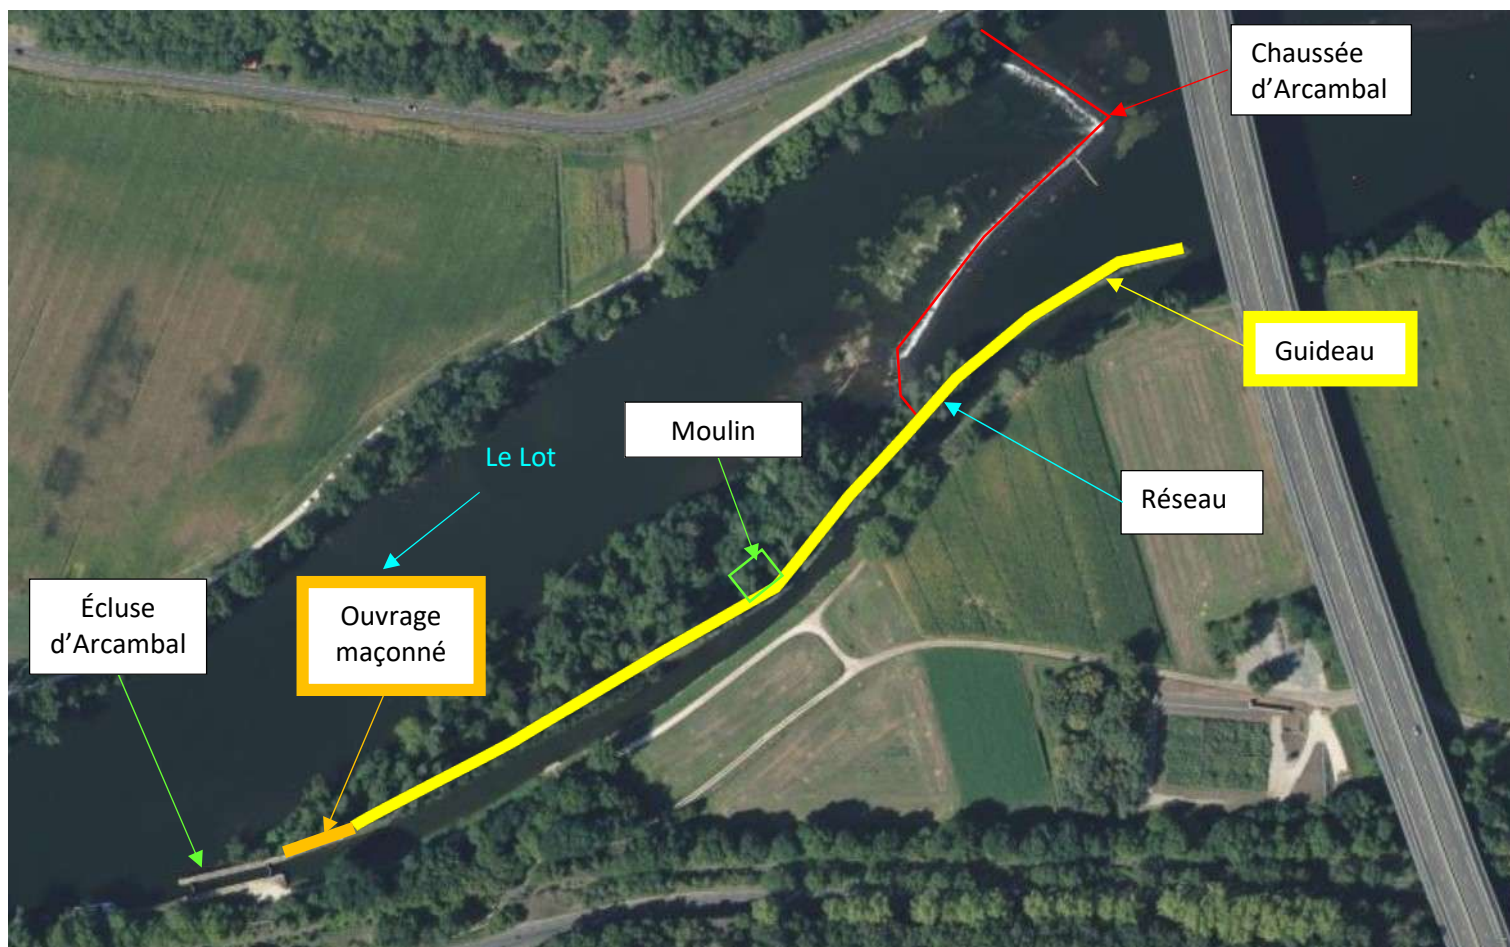 Chaussée
d’Arcambal
Guideau
Moulin
Le Lot
Réseau
Écluse
d’Arcambal
Ouvrage
maçonné